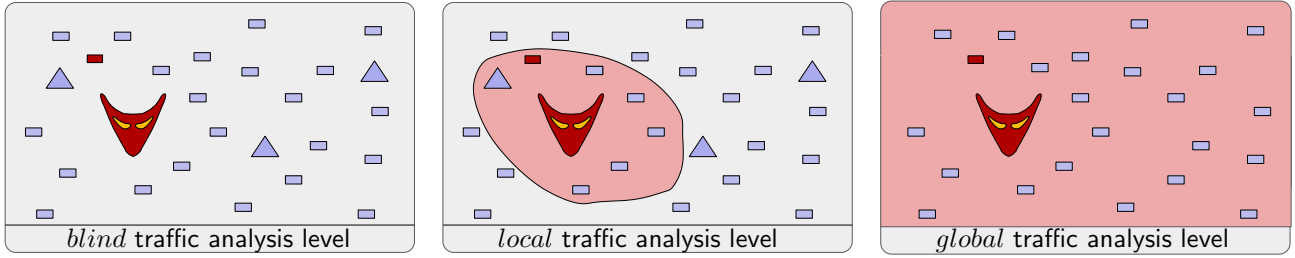 blind traffic analysis level
local traffic analysis level
global traffic analysis level